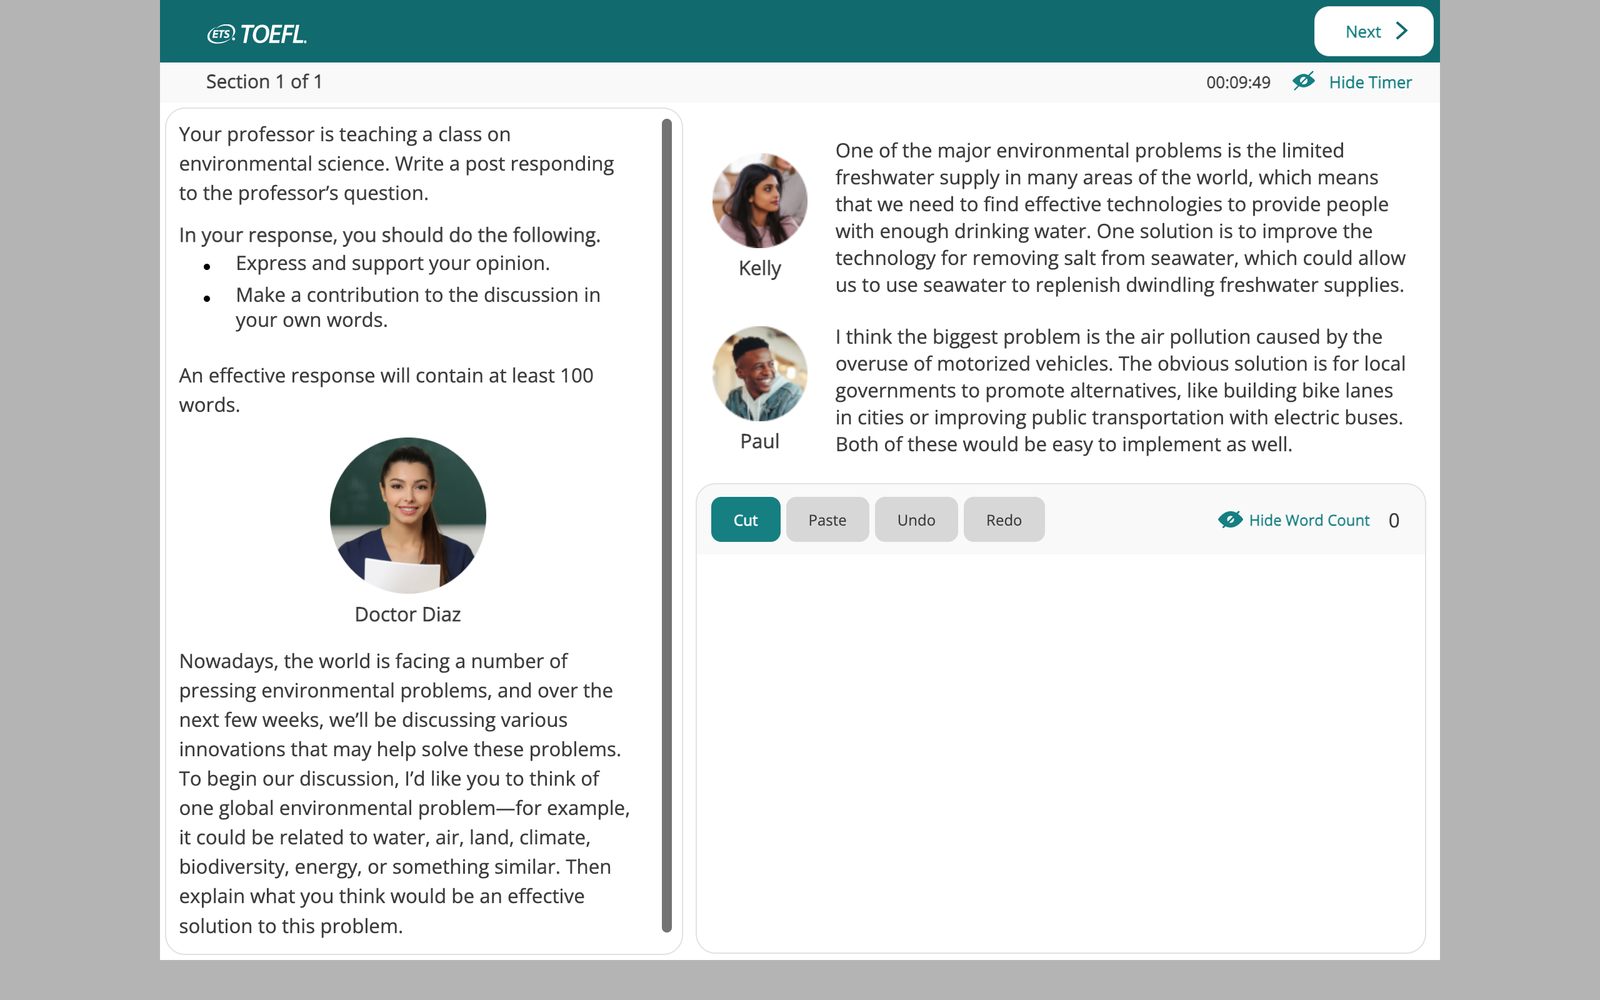 ETS TOEFL
Next
Section 1 of 1
00:09:49
Hide Timer
Your professor is teaching a class on
environmental science. Write a post responding
to the professor’s question.
In your response, you should do the following.
• Express and support your opinion.
• Make a contribution to the discussion in
your own words.
An effective response will contain at least 100
words.
Doctor Diaz
Nowadays, the world is facing a number of
pressing environmental problems, and over the
next few weeks, we’ll be discussing various
innovations that may help solve these problems.
To begin our discussion, I’d like you to think of
one global environmental problem—for example,
it could be related to water, air, land, climate,
biodiversity, energy, or something similar. Then
explain what you think would be an effective
solution to this problem.
Kelly
One of the major environmental problems is the limited
freshwater supply in many areas of the world, which means
that we need to find effective technologies to provide people
with enough drinking water. One solution is to improve the
technology for removing salt from seawater, which could allow
us to use seawater to replenish dwindling freshwater supplies.
Paul
I think the biggest problem is the air pollution caused by the
overuse of motorized vehicles. The obvious solution is for local
governments to promote alternatives, like building bike lanes
in cities or improving public transportation with electric buses.
Both of these would be easy to implement as well.
Cut
Paste
Undo
Redo
Hide Word Count
0